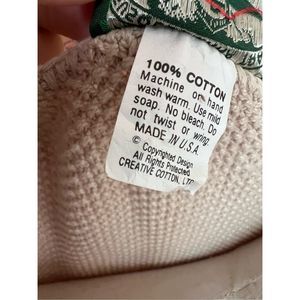 100% COTTON
Machine or hand
wash warm. Use mild
soap. No bleach. Do
not twist or wring.
MADE IN U.S.A.
© Copyrighted Design
All Rights Protected
CREATIVE COTTON, LTD.